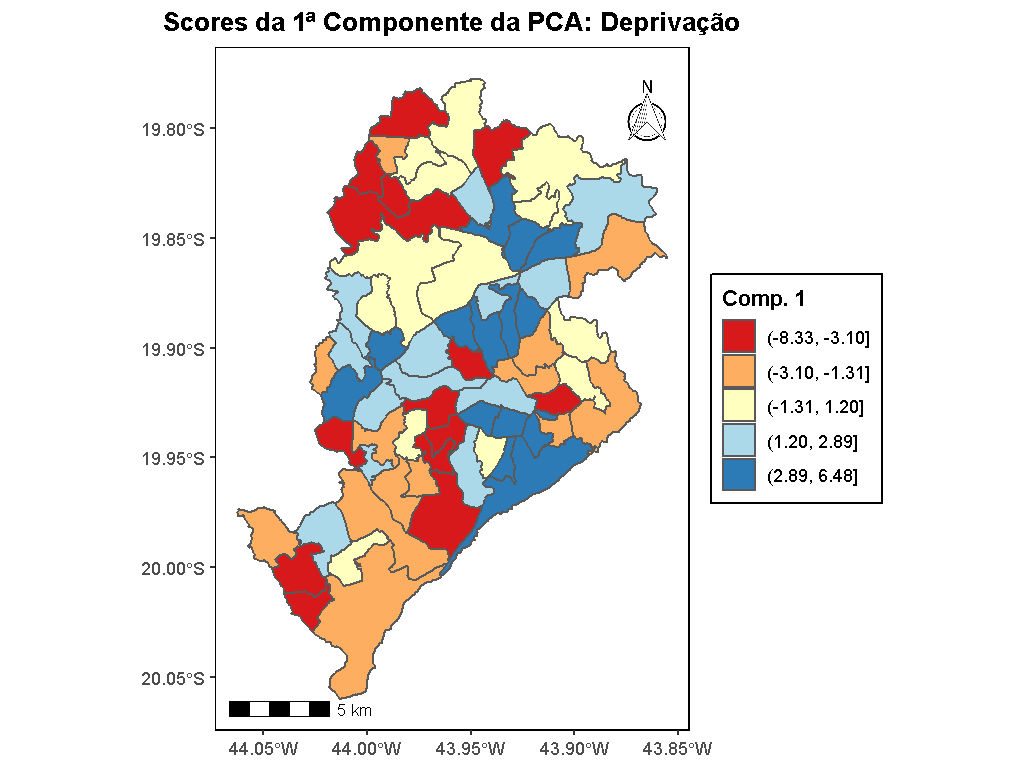 Scores da 1ª Componente da PCA: Deprivação
N
19.80°S
19.85°S
19.90°S
19.95°S
20.00°S
20.05°S
5 km
44.05°W
44.00°W
43.95°W
43.90°W
43.85°W
Comp. 1
(-8.33, -3.10]
(-3.10, -1.31]
(-1.31, 1.20]
(1.20, 2.89]
(2.89, 6.48]